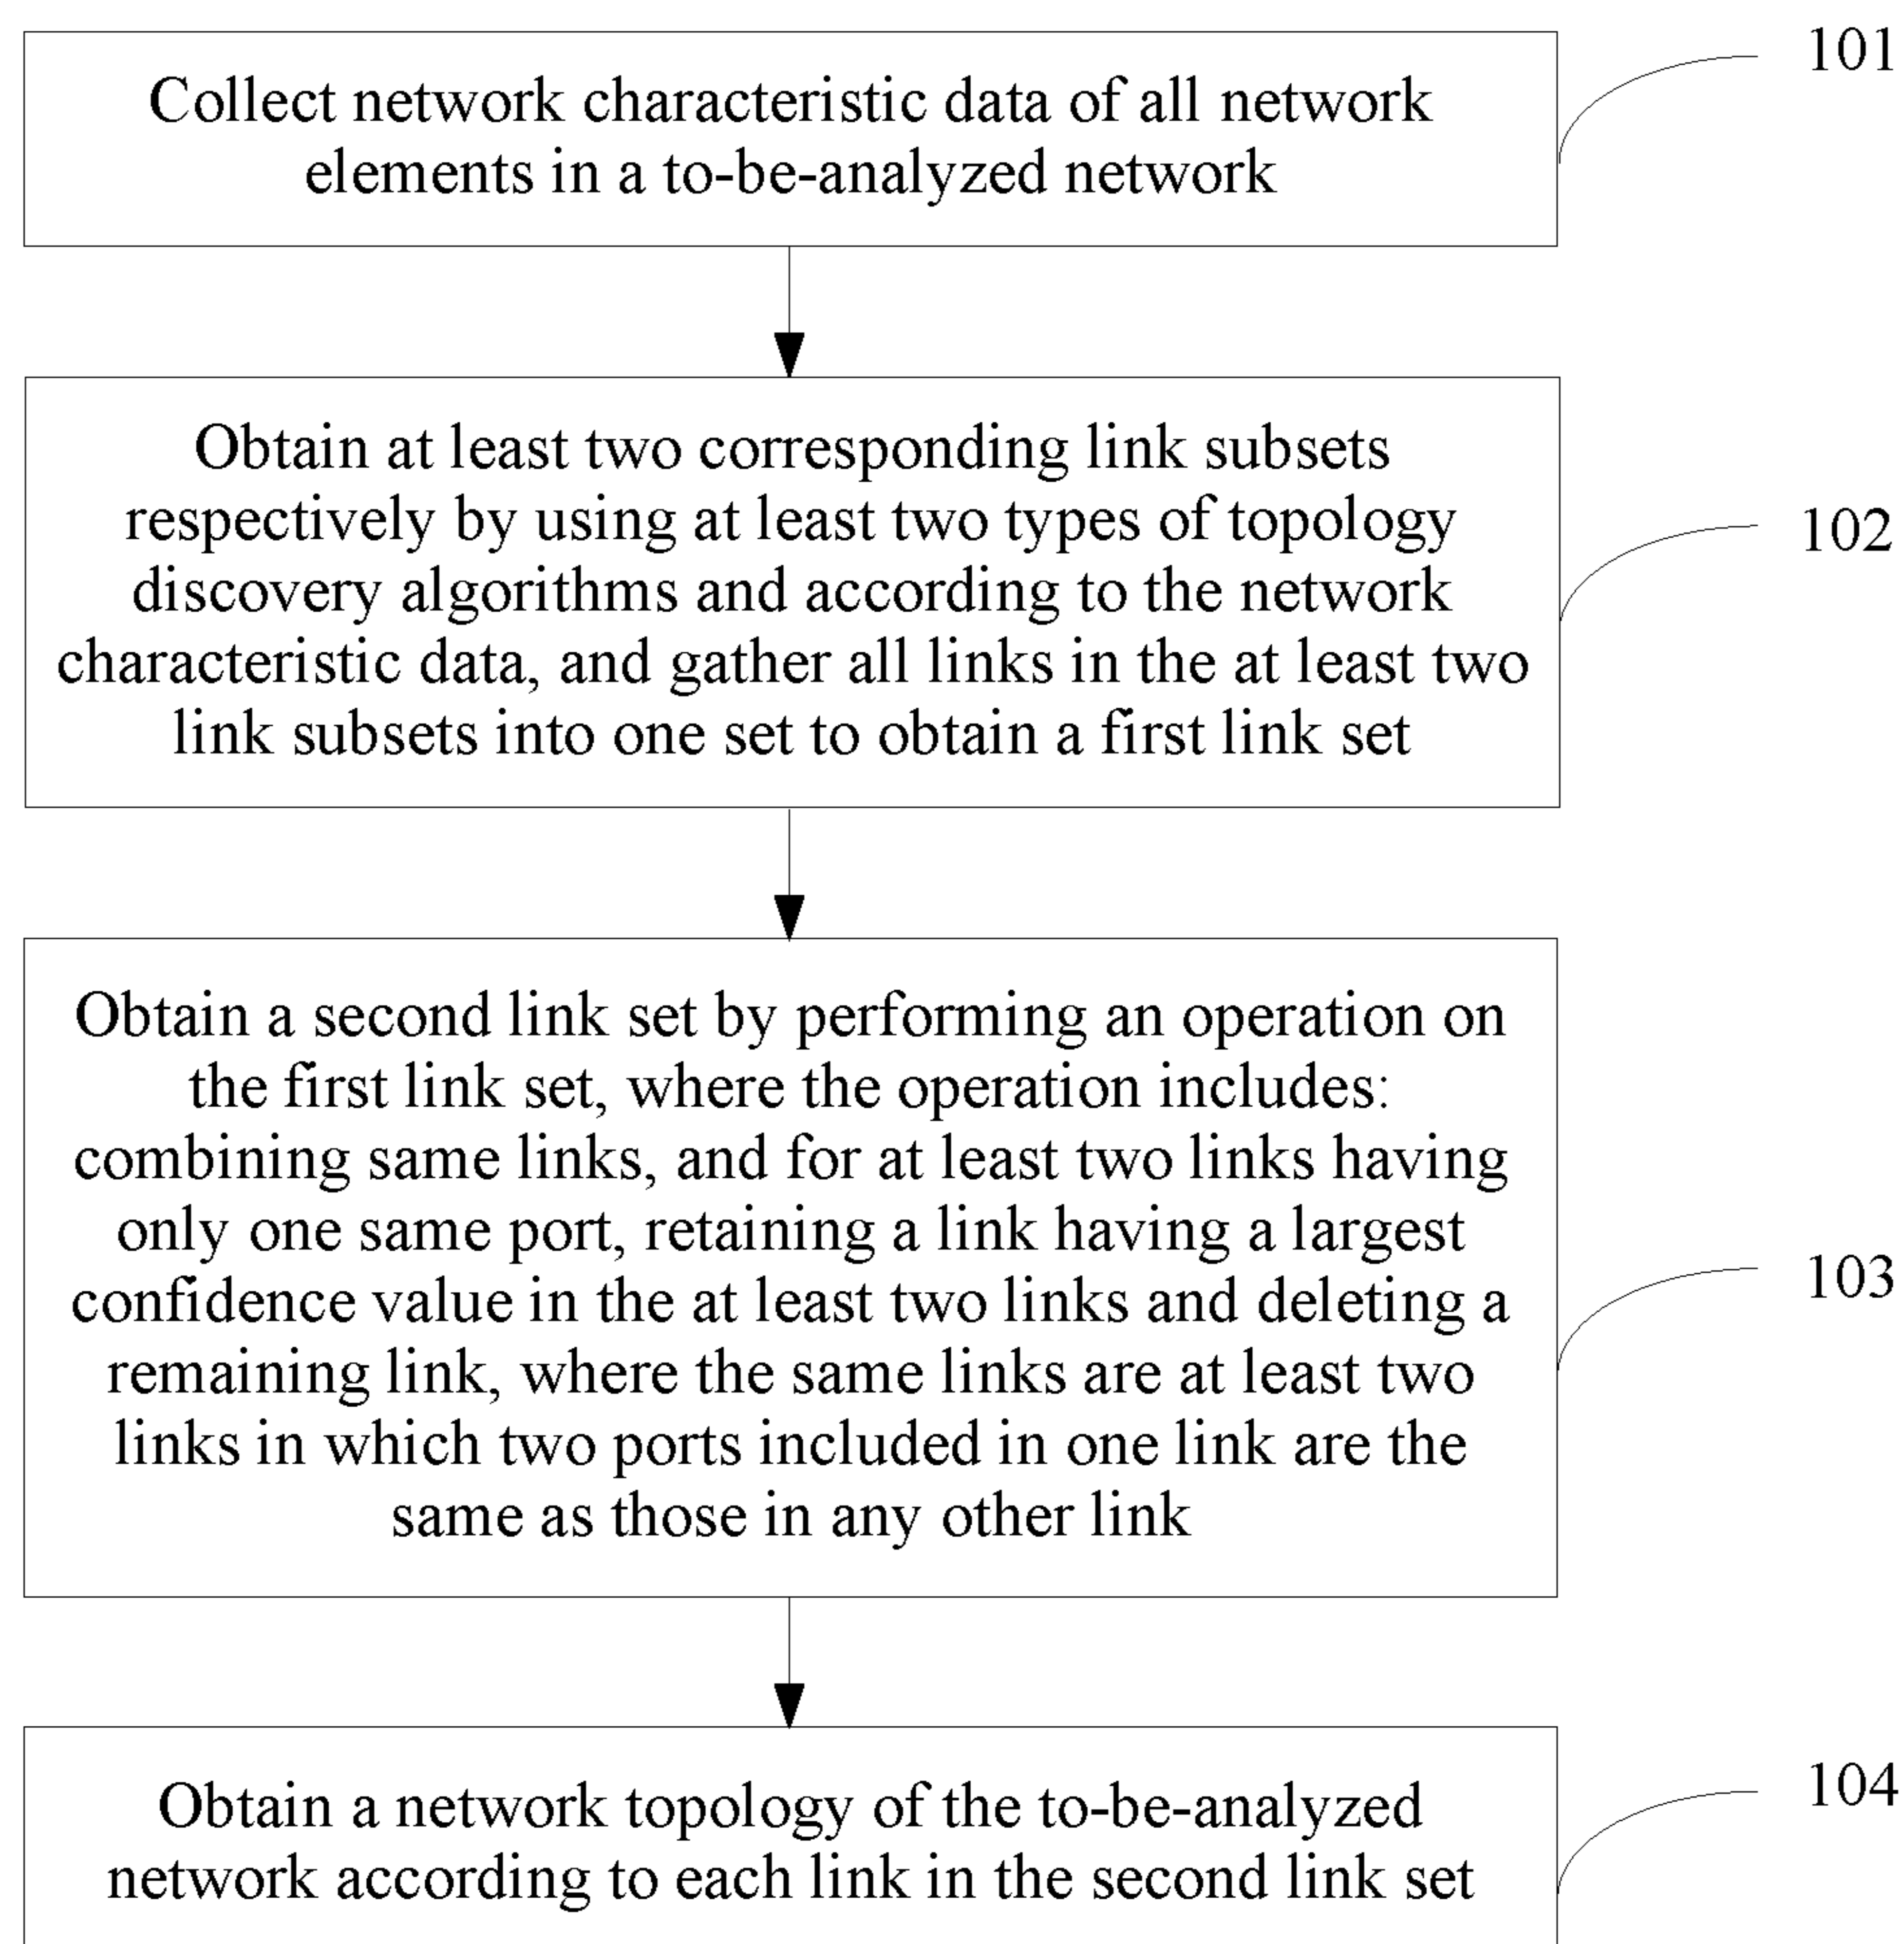 Collect network characteristic data of all network
elements in a to-be-analyzed network
101
Obtain at least two corresponding link subsets
respectively by using at least two types of topology
discovery algorithms and according to the network
characteristic data, and gather all links in the at least two
link subsets into one set to obtain a first link set
102
Obtain a second link set by performing an operation on
the first link set, where the operation includes:
combining same links, and for at least two links having
only one same port, retaining a link having a largest
confidence value in the at least two links and deleting a
remaining link, where the same links are at least two
links in which two ports included in one link are the
same as those in any other link
103
Obtain a network topology of the to-be-analyzed
network according to each link in the second link set
104